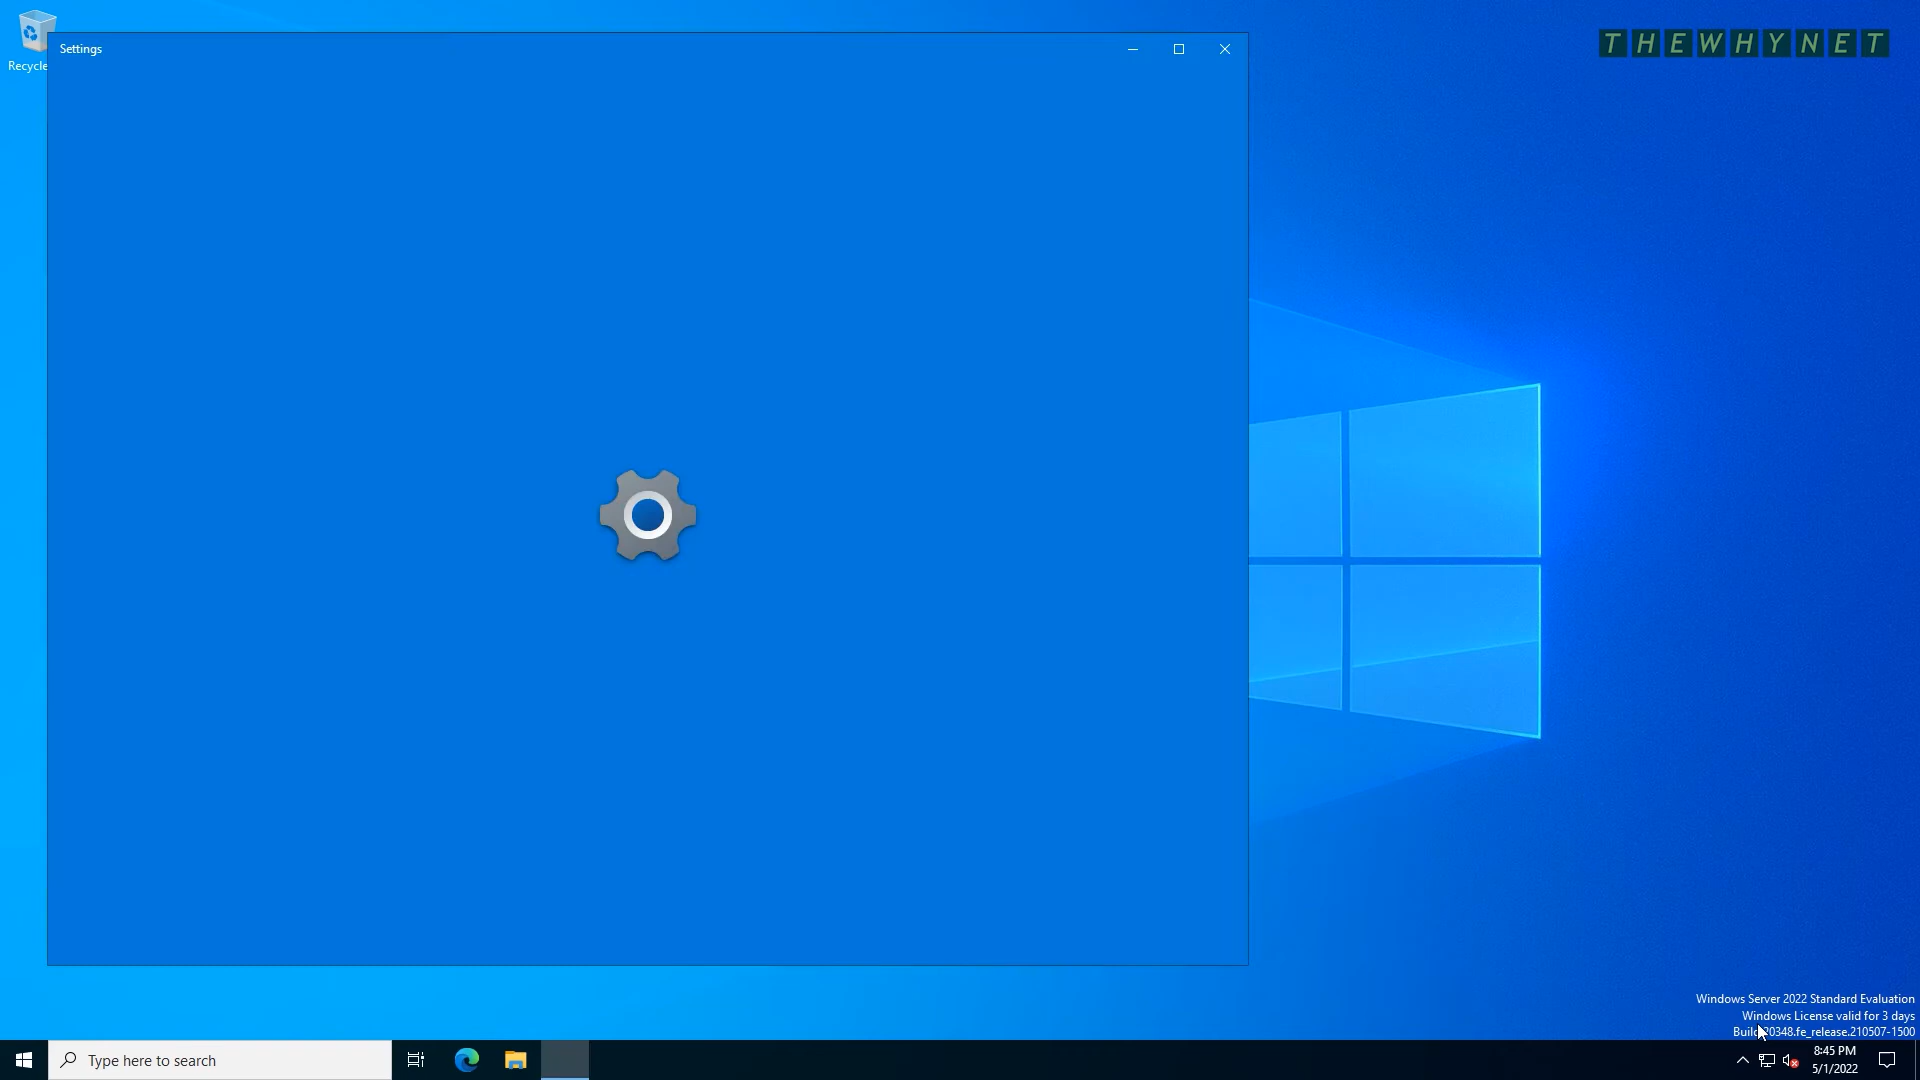 Settings
THEWHYNET
Recycle
Windows Server 2022 Standard Evaluation
Windows License valid for 3 days
Build 20348.fe_release.210507-1500
Type here to search
8:45 PM
5/1/2022